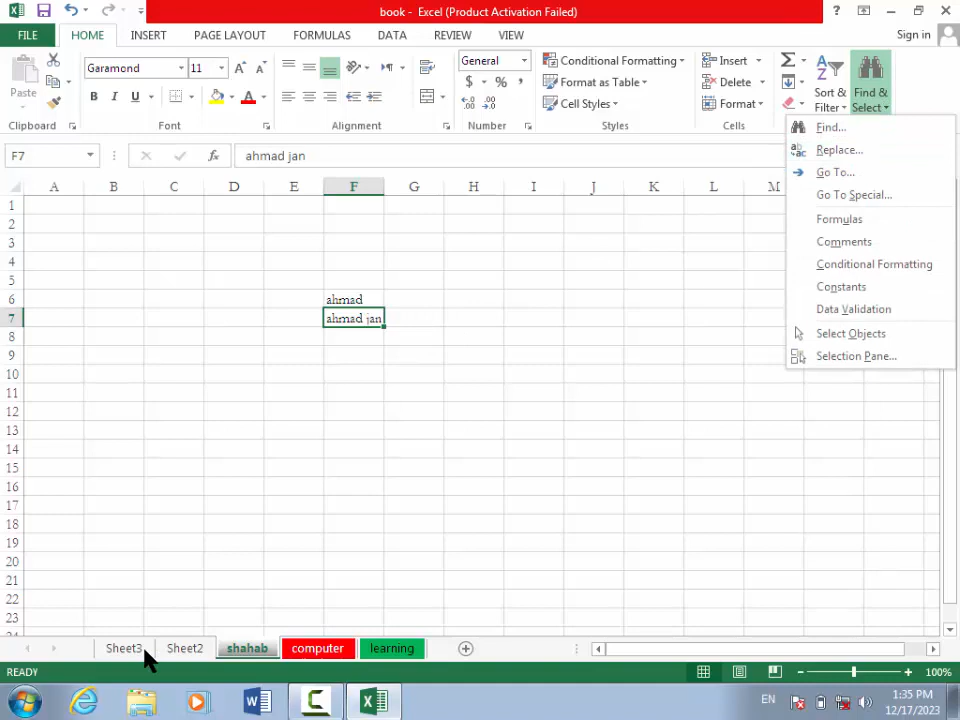 book - Excel (Product Activation Failed)
FILE HOME INSERT PAGE LAYOUT FORMULAS DATA REVIEW VIEW Sign in
Paste
Garamond 11
General
Conditional Formatting
Format as Table
Cell Styles
Insert
Delete
Format
Sort & Filter
Find & Select
Clipboard Font Alignment Number Styles Cells
Find...
Replace...
Go To...
Go To Special...
Formulas
Comments
Conditional Formatting
Constants
Data Validation
Select Objects
Selection Pane...
F7 fx ahmad jan
A B C D E F G H I J K L M
1
2
3
4
5
6 ahmad
7 ahmad jan
8
9
10
11
12
13
14
15
16
17
18
19
20
21
22
23
Sheet3 Sheet2 shahab computer learning
READY 100%
EN 1:35 PM
12/17/2023